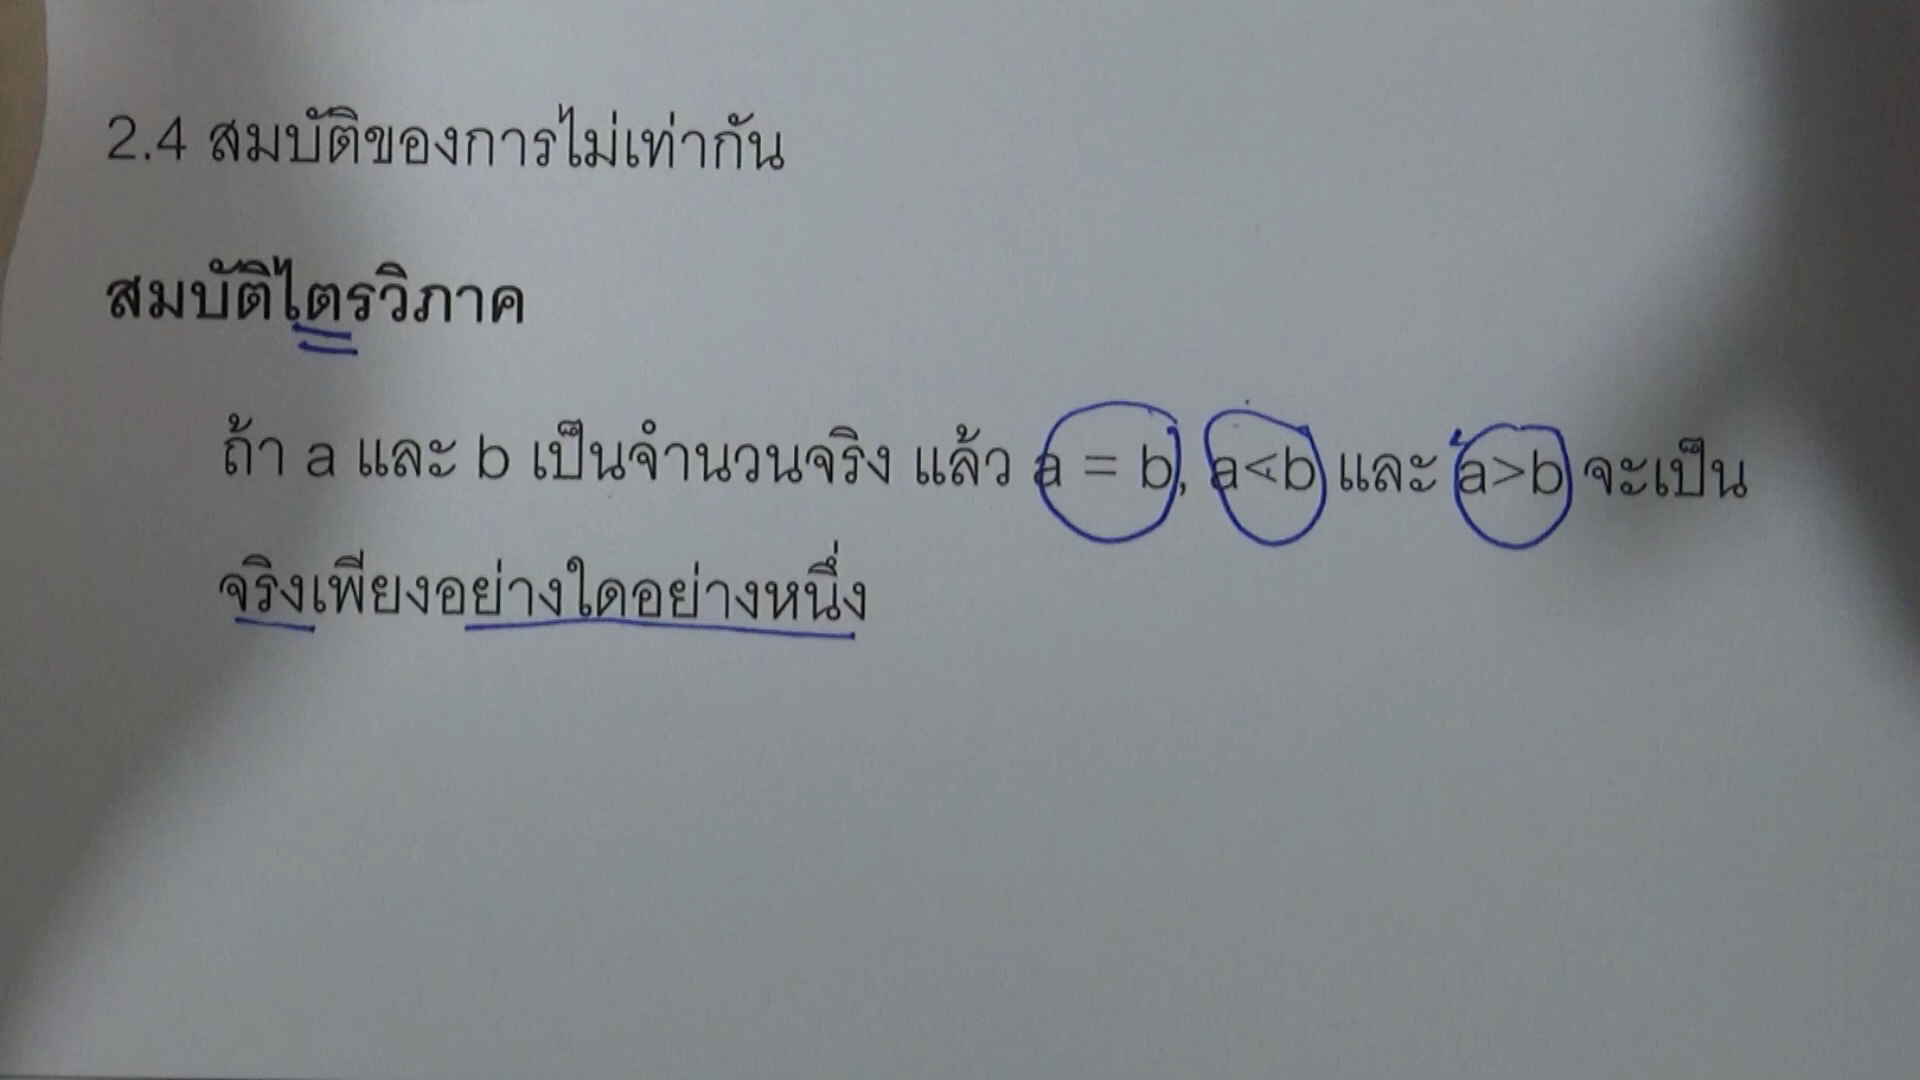 2.4 สมบัติของการไม่เท่ากัน
สมบัติไตรวิภาค
ถ้า a และ b เป็นจำนวนจริง แล้ว a = b, a<b และ a>b จะเป็น
จริงเพียงอย่างใดอย่างหนึ่ง